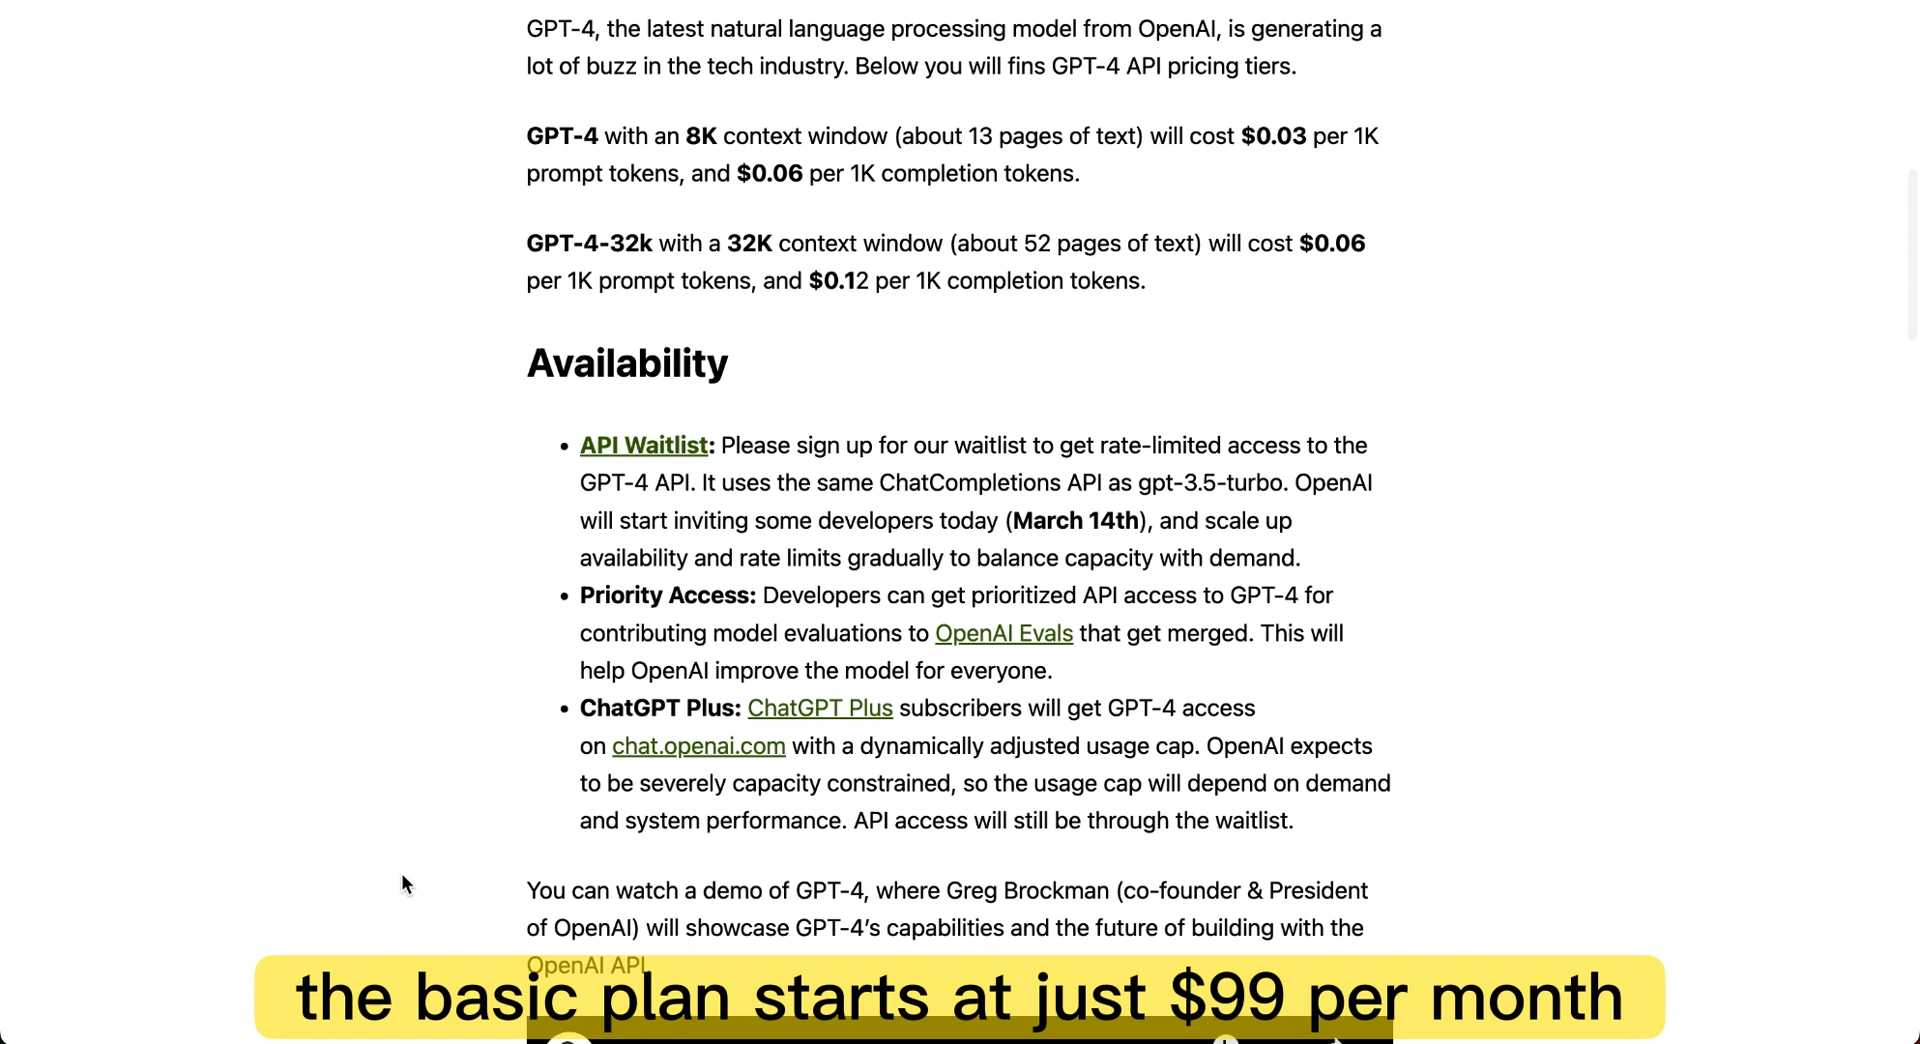 GPT-4, the latest natural language processing model from OpenAI, is generating a
lot of buzz in the tech industry. Below you will fins GPT-4 API pricing tiers.
GPT-4 with an 8K context window (about 13 pages of text) will cost $0.03 per 1K
prompt tokens, and $0.06 per 1K completion tokens.
GPT-4-32k with a 32K context window (about 52 pages of text) will cost $0.06
per 1K prompt tokens, and $0.12 per 1K completion tokens.
Availability
• API Waitlist: Please sign up for our waitlist to get rate-limited access to the
GPT-4 API. It uses the same ChatCompletions API as gpt-3.5-turbo. OpenAI
will start inviting some developers today (March 14th), and scale up
availability and rate limits gradually to balance capacity with demand.
• Priority Access: Developers can get prioritized API access to GPT-4 for
contributing model evaluations to OpenAI Evals that get merged. This will
help OpenAI improve the model for everyone.
• ChatGPT Plus: ChatGPT Plus subscribers will get GPT-4 access
on chat.openai.com with a dynamically adjusted usage cap. OpenAI expects
to be severely capacity constrained, so the usage cap will depend on demand
and system performance. API access will still be through the waitlist.
You can watch a demo of GPT-4, where Greg Brockman (co-founder & President
of OpenAI) will showcase GPT-4's capabilities and the future of building with the
OpenAI API.
the basic plan starts at just $99 per month